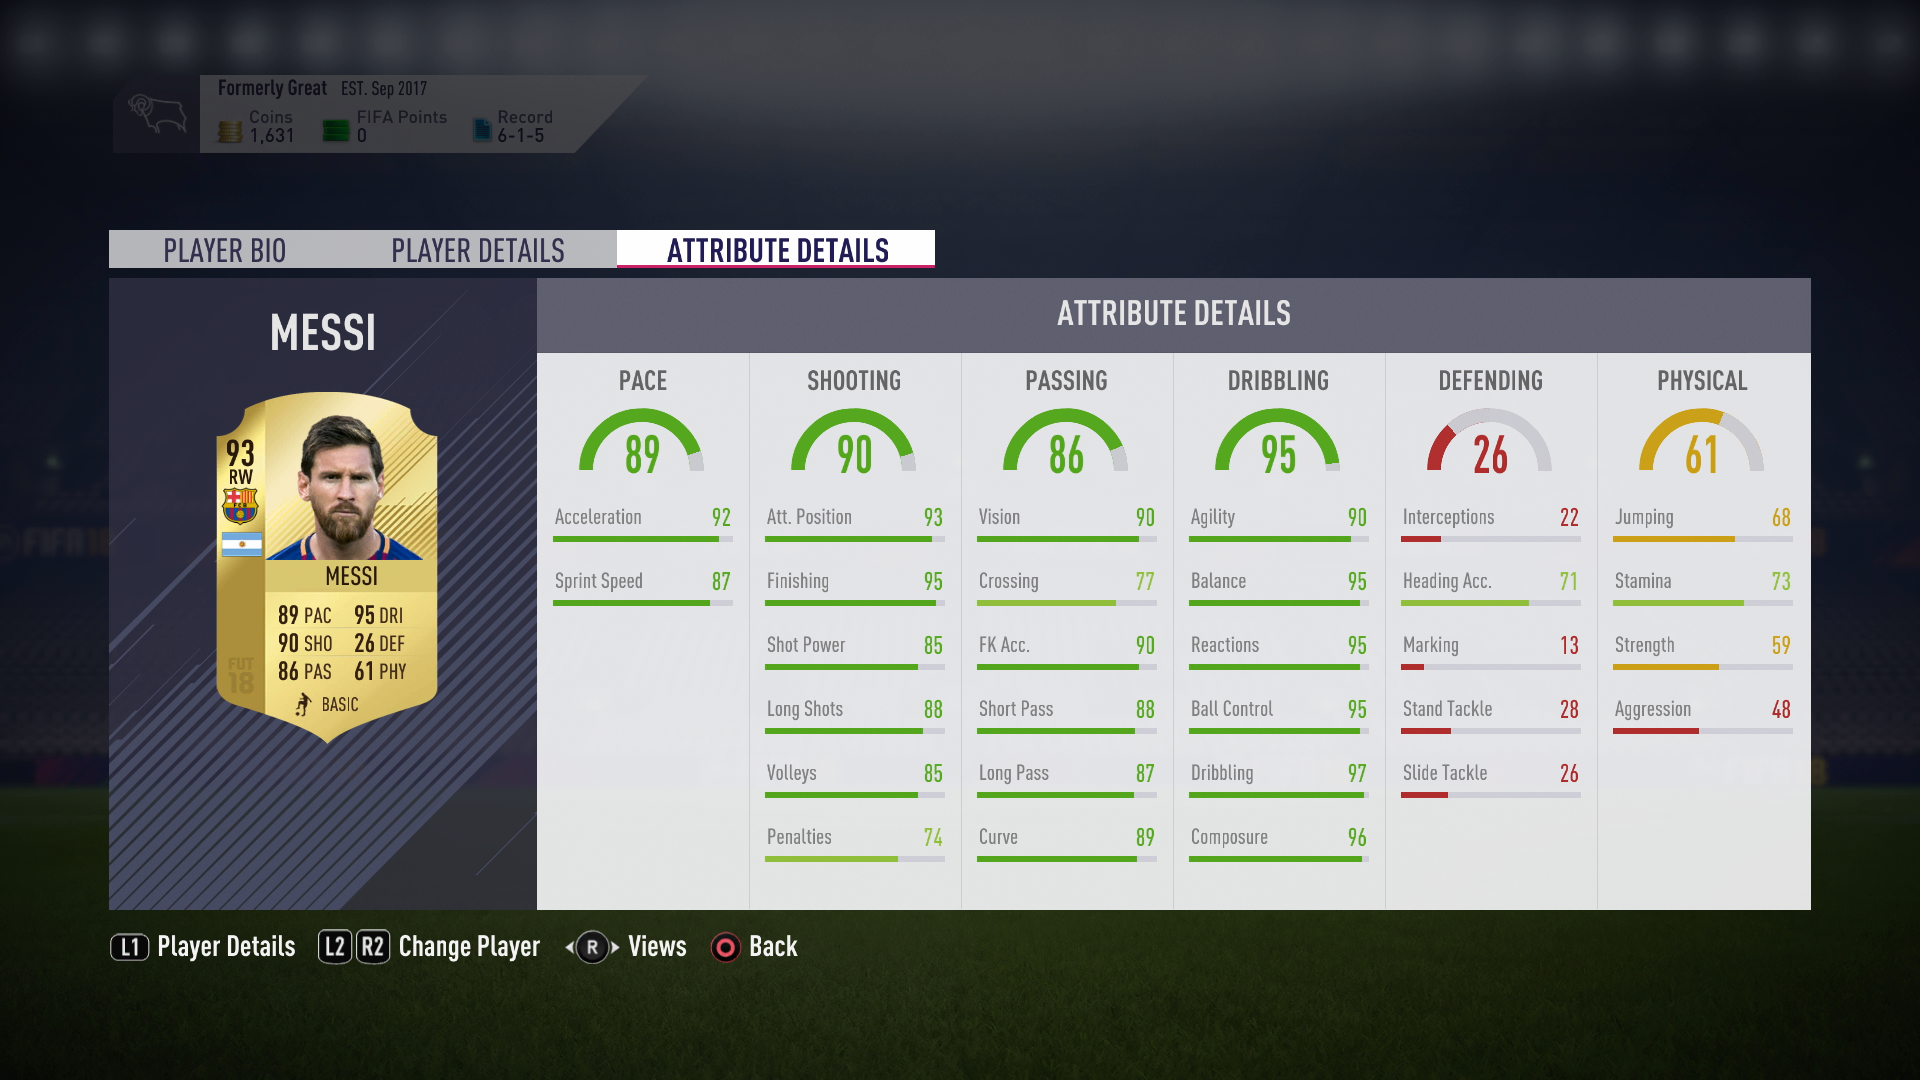 Formerly Great EST. Sep 2017
Coins FIFA Points Record
1,631 0 6-1-5
PLAYER BIO PLAYER DETAILS ATTRIBUTE DETAILS
MESSI
93
RW
FCB
MESSI
89 PAC 95 DRI
90 SHO 26 DEF
86 PAS 61 PHY
FUT
18
BASIC
ATTRIBUTE DETAILS
PACE
89
Acceleration 92
Sprint Speed 87
SHOOTING
90
Att. Position 93
Finishing 95
Shot Power 85
Long Shots 88
Volleys 85
Penalties 74
PASSING
86
Vision 90
Crossing 77
FK Acc. 90
Short Pass 88
Long Pass 87
Curve 89
DRIBBLING
95
Agility 90
Balance 95
Reactions 95
Ball Control 95
Dribbling 97
Composure 96
DEFENDING
26
Interceptions 22
Heading Acc. 71
Marking 13
Stand Tackle 28
Slide Tackle 26
PHYSICAL
61
Jumping 68
Stamina 73
Strength 59
Aggression 48
FIFA 18
L1 Player Details L2 R2 Change Player R Views Back